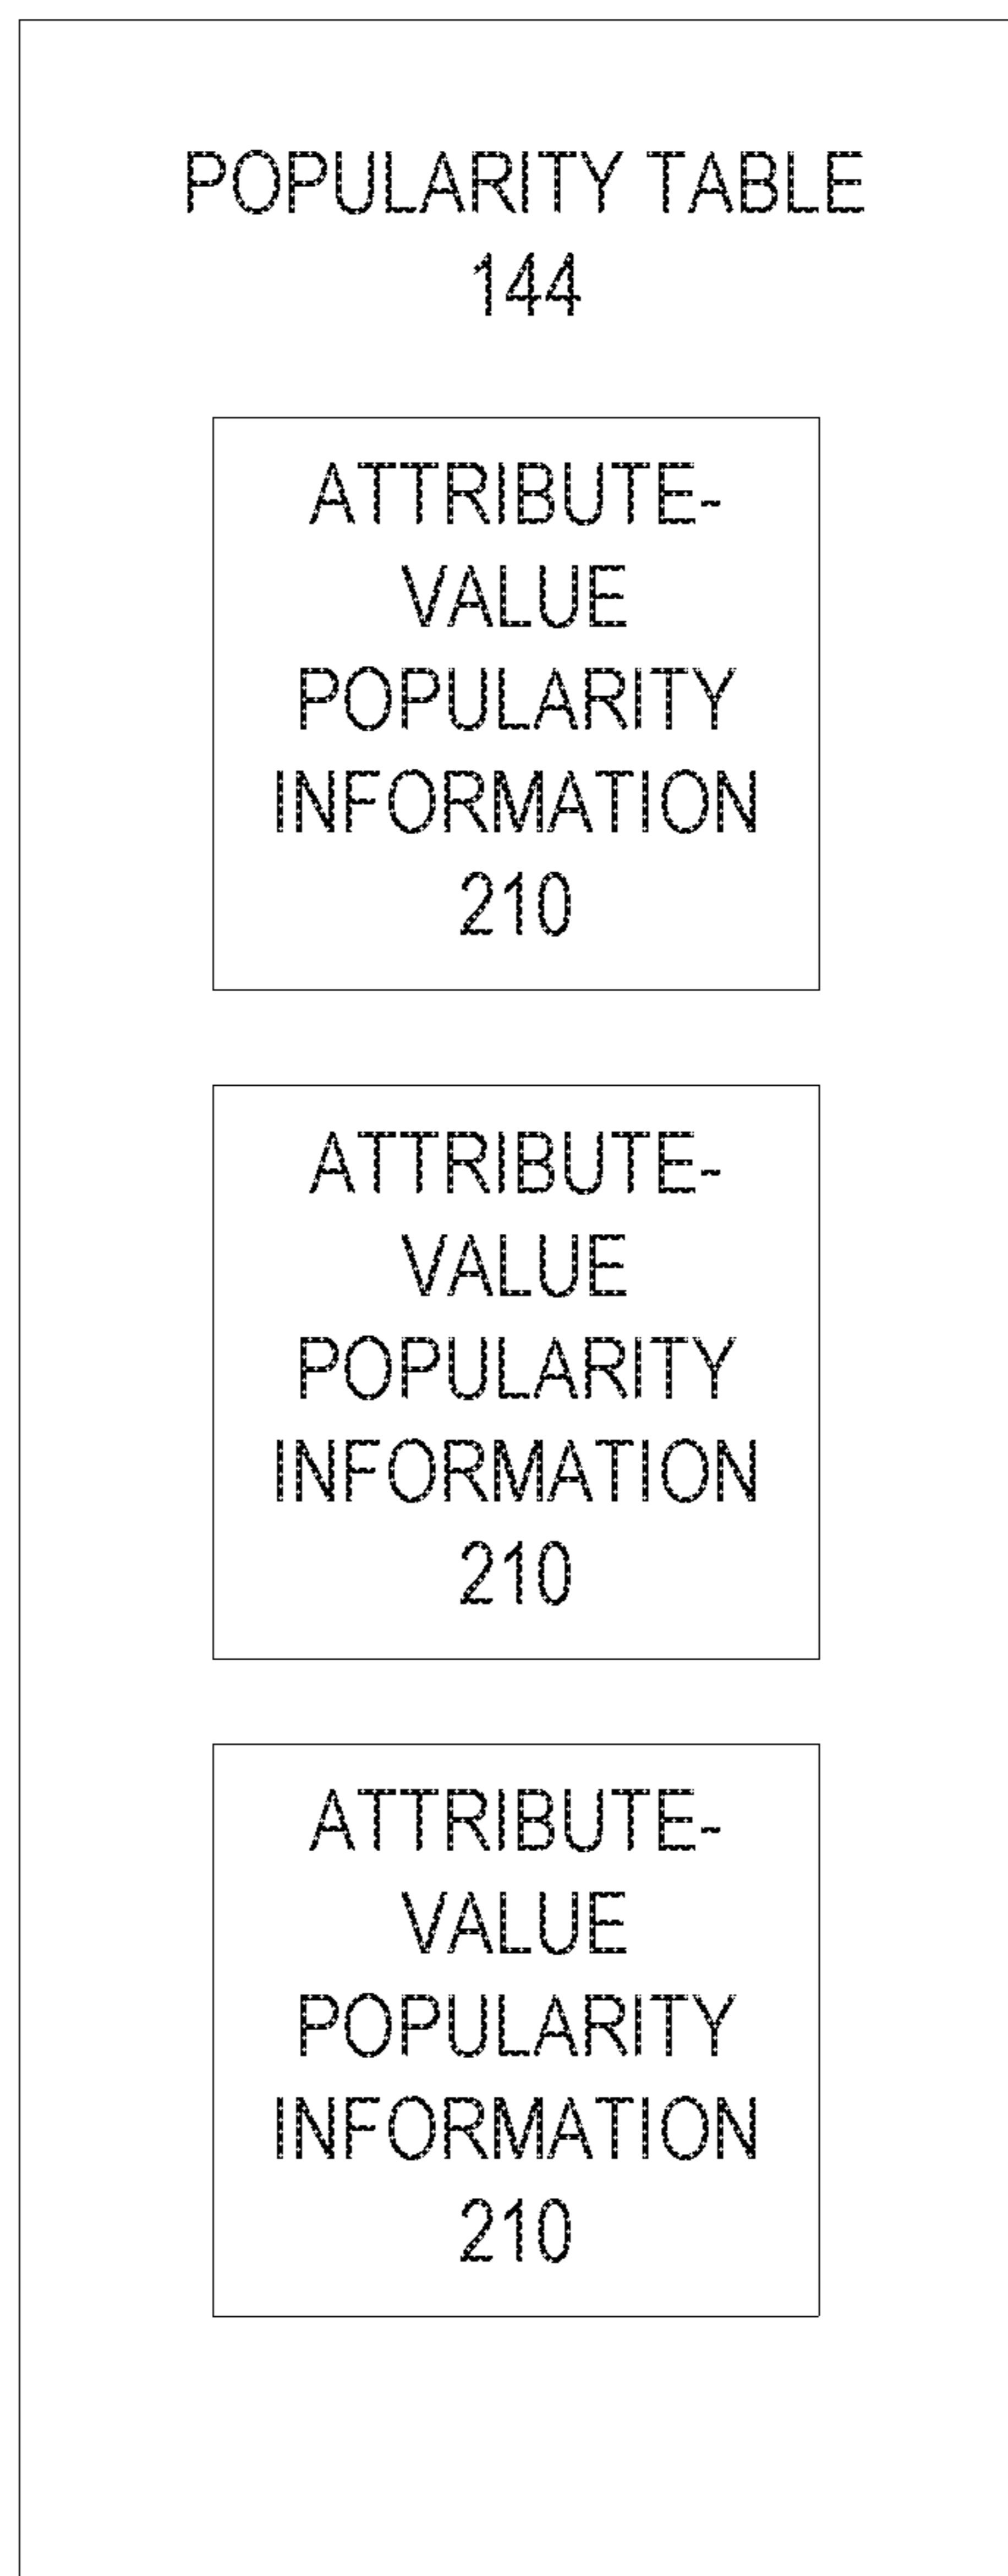 POPULARITY TABLE
144
ATTRIBUTE-
VALUE
POPULARITY
INFORMATION
210
ATTRIBUTE-
VALUE
POPULARITY
INFORMATION
210
ATTRIBUTE-
VALUE
POPULARITY
INFORMATION
210